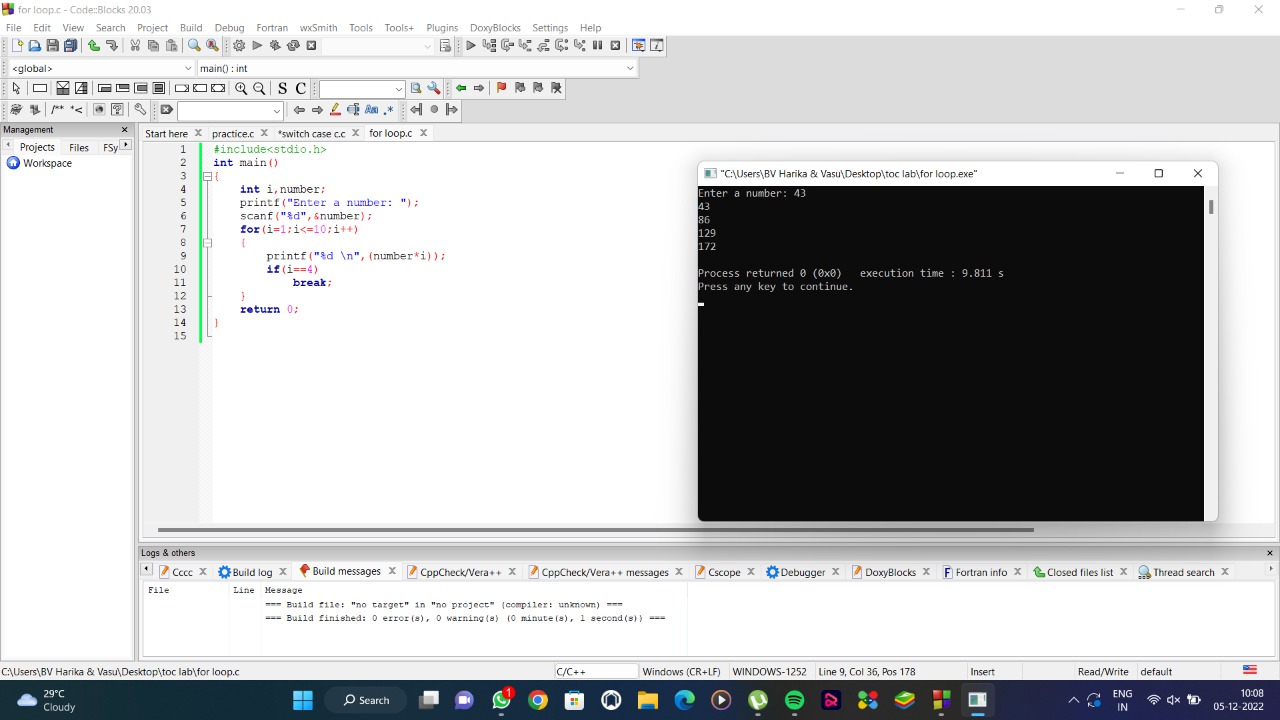 for loop.c - Code::Blocks 20.03
File Edit View Search Project Build Debug Fortran wxSmith Tools Tools+ Plugins DoxyBlocks Settings Help
<global> main() : int
S C
/** *< Aa .*
Management
Projects Files FSy
Workspace
Start here practice.c *switch case c.c for loop.c
1 #include<stdio.h>
2 int main()
3 {
4 int i,number;
5 printf("Enter a number: ");
6 scanf("%d",&number);
7 for(i=1;i<=10;i++)
8 {
9 printf("%d \n",(number*i));
10 if(i==4)
11 break;
12 }
13 return 0;
14 }
15
"C:\Users\BV Harika & Vasu\Desktop\toc lab\for loop.exe"
Enter a number: 43
43
86
129
172
Process returned 0 (0x0) execution time : 9.811 s
Press any key to continue.
Logs & others
Cccc Build log Build messages CppCheck/Vera++ CppCheck/Vera++ messages Cscope Debugger DoxyBlocks Fortran info Closed files list Thread search
File Line Message
=== Build file: "no target" in "no project" (compiler: unknown) ===
=== Build finished: 0 error(s), 0 warning(s) (0 minute(s), 1 second(s)) ===
C:\Users\BV Harika & Vasu\Desktop\toc lab\for loop.c C/C++ Windows (CR+LF) WINDOWS-1252 Line 9, Col 36, Pos 178 Insert Read/Write default
29°C
Cloudy
Search
1
ENG
IN
10:08
05-12-2022